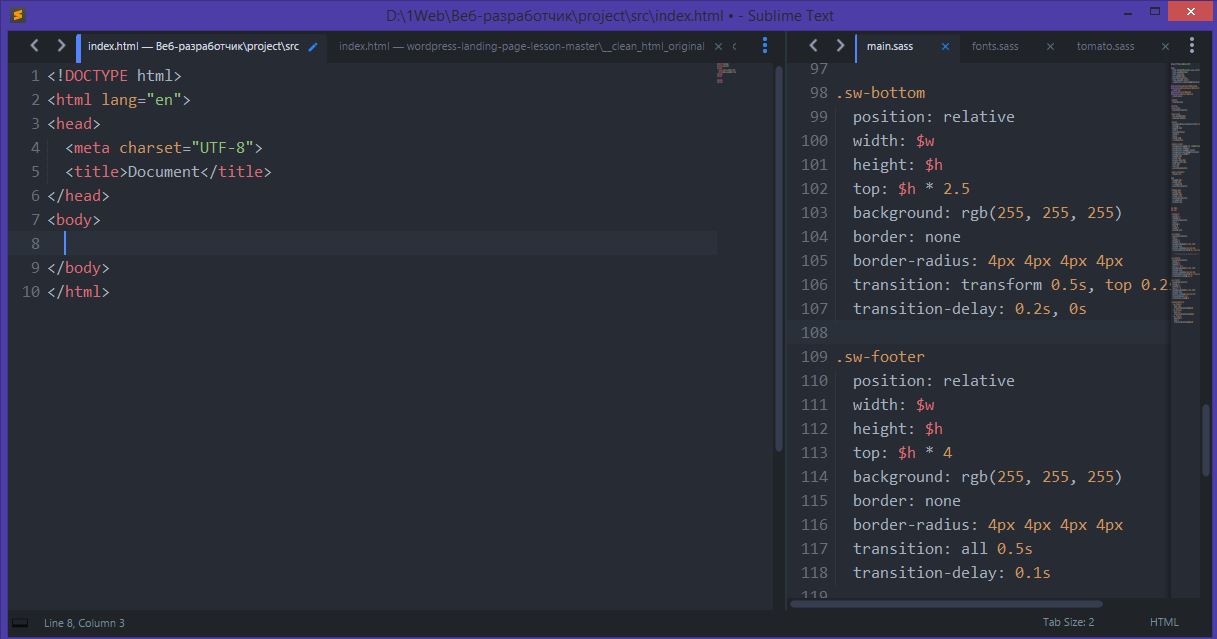 D:\1Web\Веб-разработчик\project\src\index.html • - Sublime Text
index.html — Веб-разработчик\project\src
index.html — wordpress-landing-page-lesson-master\__clean_html_original
1 <!DOCTYPE html>
2 <html lang="en">
3 <head>
4 <meta charset="UTF-8">
5 <title>Document</title>
6 </head>
7 <body>
8
9 </body>
10 </html>
main.sass
fonts.sass
tomato.sass
97
98 .sw-bottom
99 position: relative
100 width: $w
101 height: $h
102 top: $h * 2.5
103 background: rgb(255, 255, 255)
104 border: none
105 border-radius: 4px 4px 4px 4px
106 transition: transform 0.5s, top 0.2
107 transition-delay: 0.2s, 0s
108
109 .sw-footer
110 position: relative
111 width: $w
112 height: $h
113 top: $h * 4
114 background: rgb(255, 255, 255)
115 border: none
116 border-radius: 4px 4px 4px 4px
117 transition: all 0.5s
118 transition-delay: 0.1s
119
Line 8, Column 3
Tab Size: 2
HTML